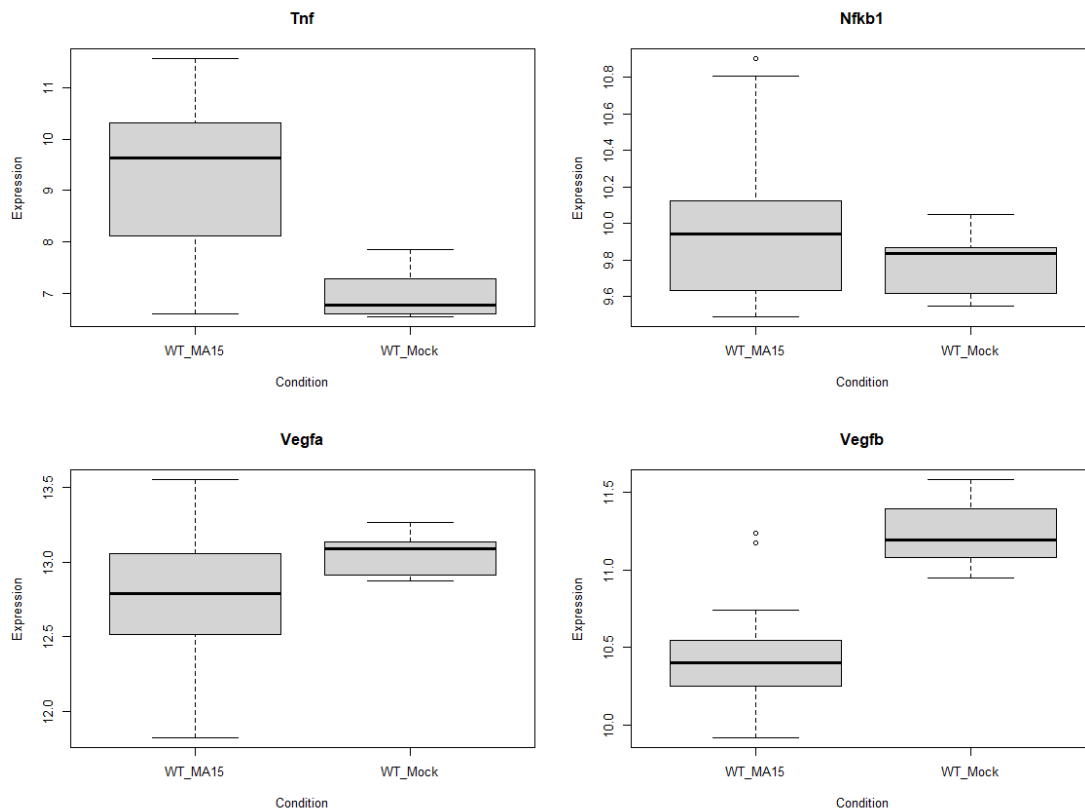 Tnf
Expression
11
10
9
8
7
WT_MA15
WT_Mock
Condition
Nfkb1
Expression
10.8
10.6
10.4
10.2
10.0
9.8
9.6
WT_MA15
WT_Mock
Condition
Vegfa
Expression
13.5
13.0
12.5
12.0
WT_MA15
WT_Mock
Condition
Vegfb
Expression
11.5
11.0
10.5
10.0
WT_MA15
WT_Mock
Condition